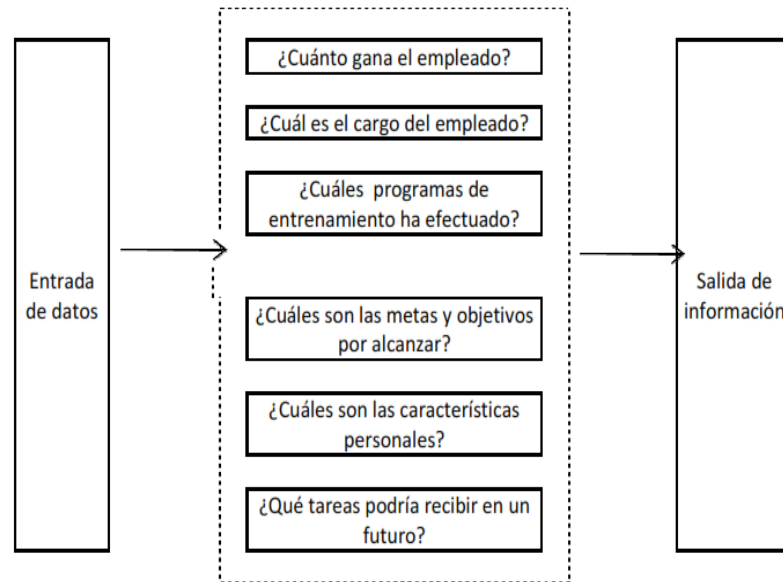 Entrada
de datos
¿Cuánto gana el empleado?
¿Cuál es el cargo del empleado?
¿Cuáles programas de
entrenamiento ha efectuado?
¿Cuáles son las metas y objetivos
por alcanzar?
¿Cuáles son las características
personales?
¿Qué tareas podría recibir en un
futuro?
Salida de
información